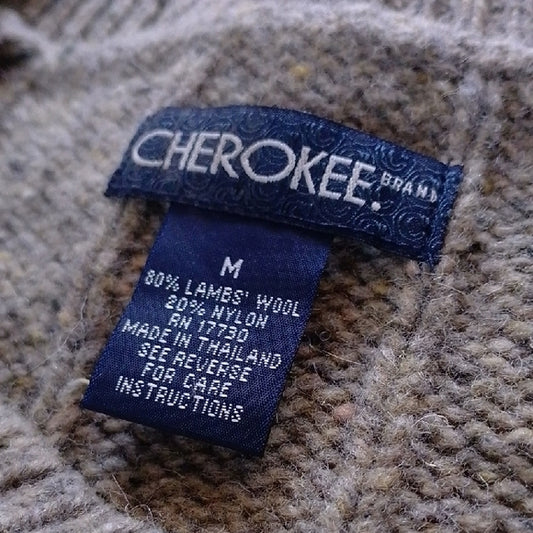 CHEROKEE. BRAND
M
80% LAMBS' WOOL
20% NYLON
RN 17730
MADE IN THAILAND
SEE REVERSE
FOR CARE
INSTRUCTIONS